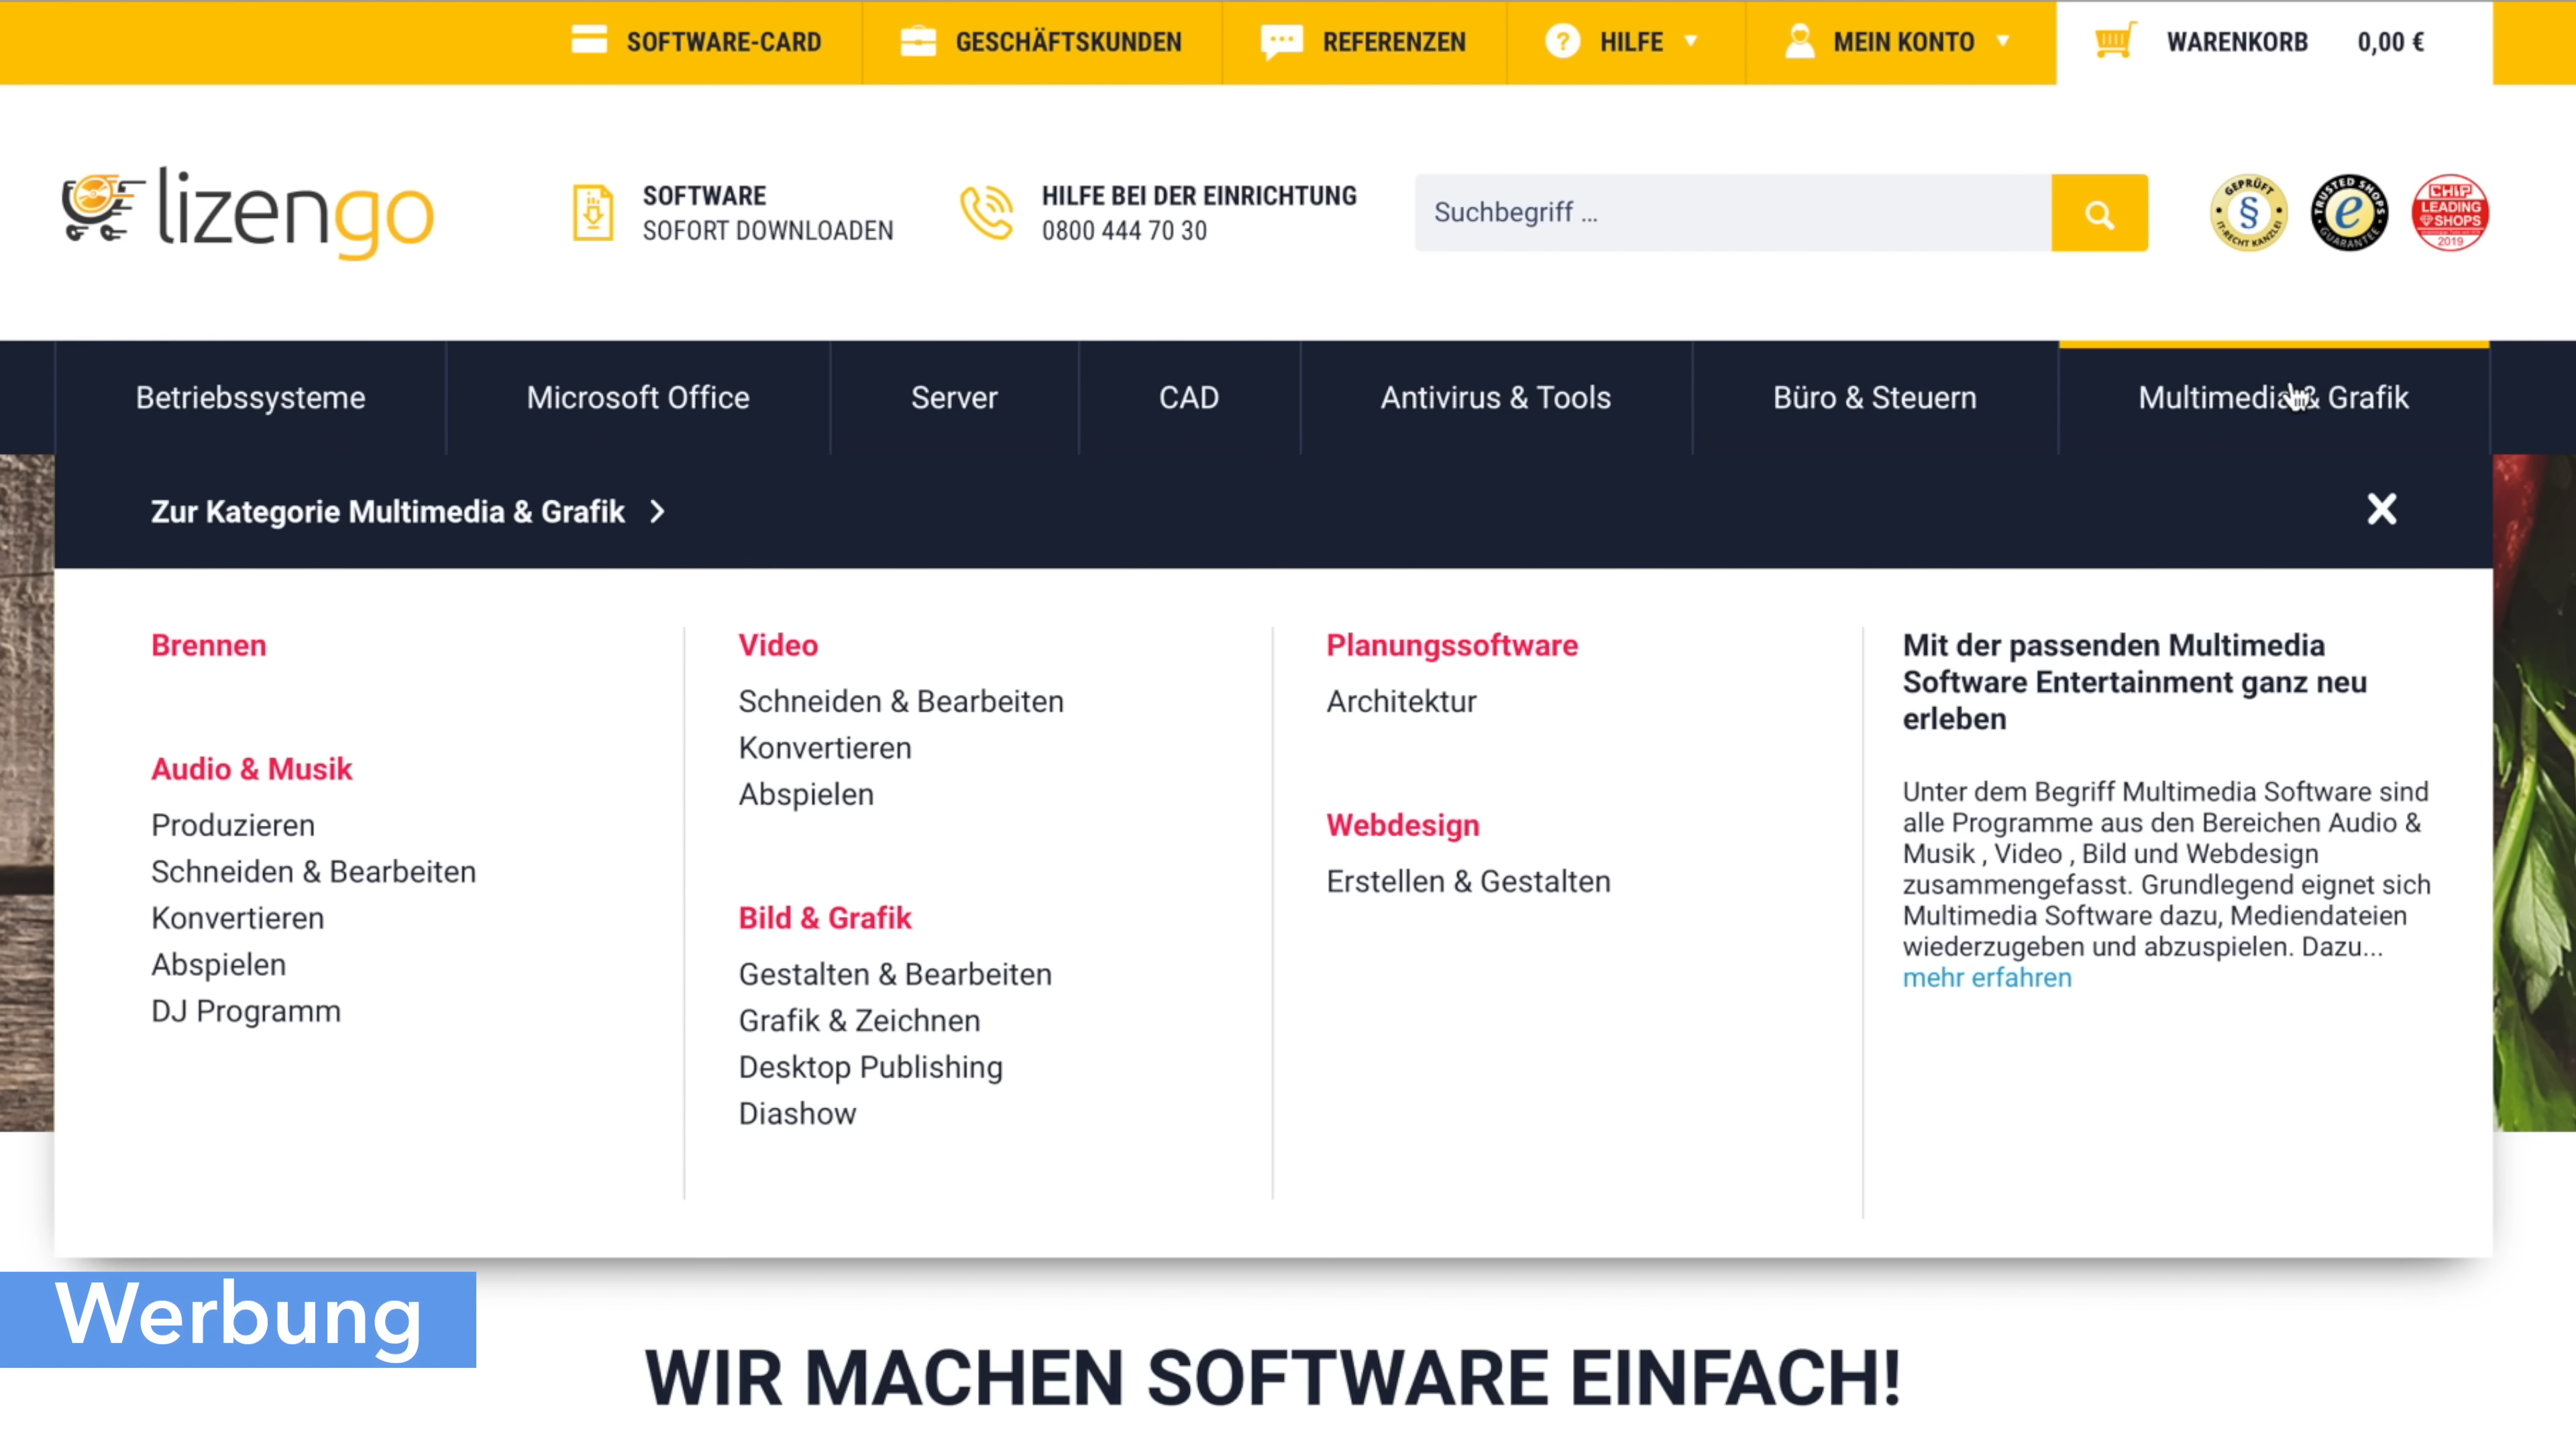 SOFTWARE-CARD
GESCHÄFTSKUNDEN
REFERENZEN
HILFE
MEIN KONTO
WARENKORB 0,00 €
lizengo
SOFTWARE
SOFORT DOWNLOADEN
HILFE BEI DER EINRICHTUNG
0800 444 70 30
Suchbegriff ...
GEPRÜFT
§
IT-RECHT KANZLEI
TRUSTED SHOPS
e
GUARANTEE
CHIP
LEADING
SHOPS
2019
Betriebssysteme
Microsoft Office
Server
CAD
Antivirus & Tools
Büro & Steuern
Multimedia & Grafik
Zur Kategorie Multimedia & Grafik
Brennen
Audio & Musik
Produzieren
Schneiden & Bearbeiten
Konvertieren
Abspielen
DJ Programm
Video
Schneiden & Bearbeiten
Konvertieren
Abspielen
Bild & Grafik
Gestalten & Bearbeiten
Grafik & Zeichnen
Desktop Publishing
Diashow
Planungssoftware
Architektur
Webdesign
Erstellen & Gestalten
Mit der passenden Multimedia
Software Entertainment ganz neu
erleben
Unter dem Begriff Multimedia Software sind
alle Programme aus den Bereichen Audio &
Musik , Video , Bild und Webdesign
zusammengefasst. Grundlegend eignet sich
Multimedia Software dazu, Mediendateien
wiederzugeben und abzuspielen. Dazu...
mehr erfahren
Werbung
WIR MACHEN SOFTWARE EINFACH!